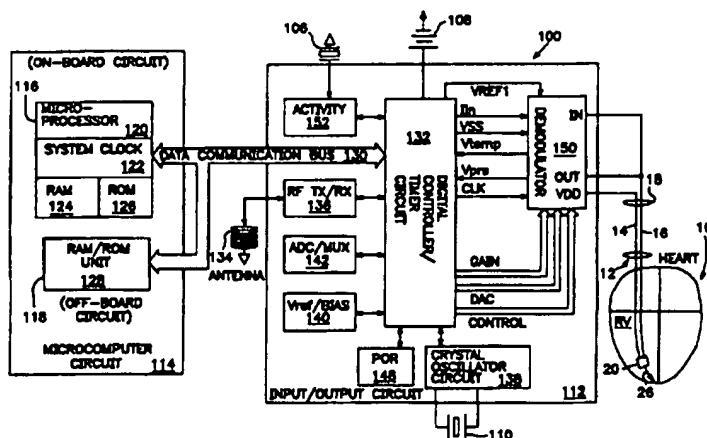 106
108
100
(ON-BOARD CIRCUIT)
116
MICRO-
PROCESSOR
120
SYSTEM CLOCK
122
RAM
124
ROM
126
RAM/ROM
UNIT
128
118
(OFF-BOARD
CIRCUIT)
MICROCOMPUTER
CIRCUIT
114
DATA COMMUNICATION BUS 130
ACTIVITY
152
RF TX/RX
136
134
ANTENNA
ADC/MUX
142
Vref/BIAS
140
POR
148
CRYSTAL
OSCILLATOR
CIRCUIT 138
INPUT/OUTPUT CIRCUIT
112
110
132
DIGITAL
CONTROLLER/
TIMER
CIRCUIT
VREF1
Iin
VSS
Vtemp
Vprs
CLK
GAIN
DAC
CONTROL
DEMODULATOR
150
IN
OUT
VDD
18
14
16
12
10
HEART
RV
20
26